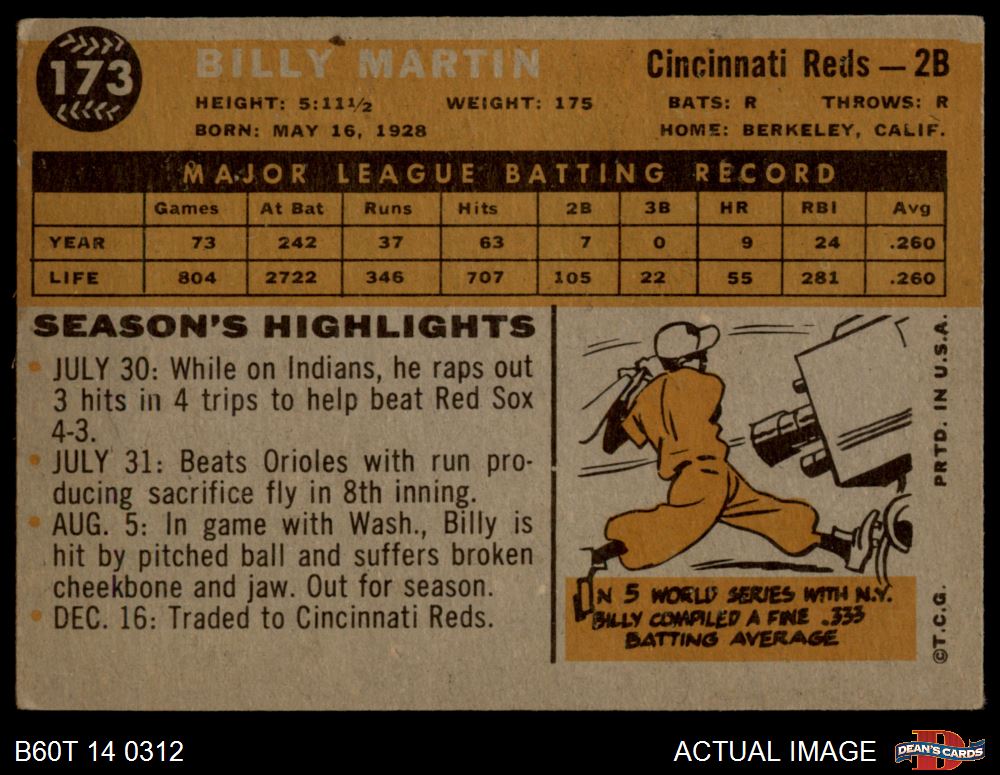 173
BILLY MARTIN
Cincinnati Reds — 2B
HEIGHT: 5:11½ WEIGHT: 175 BATS: R THROWS: R
BORN: MAY 16, 1928 HOME: BERKELEY, CALIF.
MAJOR LEAGUE BATTING RECORD
Games At Bat Runs Hits 2B 3B HR RBI Avg
YEAR 73 242 37 63 7 0 9 24 .260
LIFE 804 2722 346 707 105 22 55 281 .260
SEASON'S HIGHLIGHTS
• JULY 30: While on Indians, he raps out
3 hits in 4 trips to help beat Red Sox
4-3.
• JULY 31: Beats Orioles with run pro-
ducing sacrifice fly in 8th inning.
• AUG. 5: In game with Wash., Billy is
hit by pitched ball and suffers broken
cheekbone and jaw. Out for season.
• DEC. 16: Traded to Cincinnati Reds.
IN 5 WORLD SERIES WITH N.Y.
BILLY COMPILED A FINE .333
BATTING AVERAGE
©T.C.G. PRTD. IN U.S.A.
B60T 14 0312
ACTUAL IMAGE
D
DEAN'S CARDS